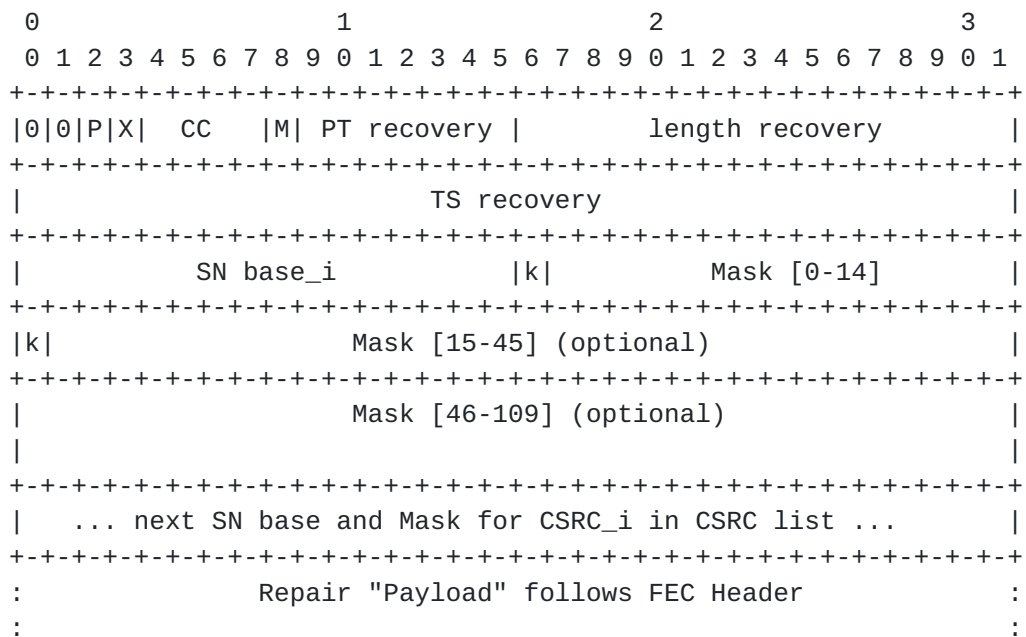 0                   1                   2                   3
 0 1 2 3 4 5 6 7 8 9 0 1 2 3 4 5 6 7 8 9 0 1 2 3 4 5 6 7 8 9 0 1
+-+-+-+-+-+-+-+-+-+-+-+-+-+-+-+-+-+-+-+-+-+-+-+-+-+-+-+-+-+-+-+-+
|0|0|P|X|  CC   |M| PT recovery |        length recovery        |
+-+-+-+-+-+-+-+-+-+-+-+-+-+-+-+-+-+-+-+-+-+-+-+-+-+-+-+-+-+-+-+-+
|                          TS recovery                          |
+-+-+-+-+-+-+-+-+-+-+-+-+-+-+-+-+-+-+-+-+-+-+-+-+-+-+-+-+-+-+-+-+
|           SN base_i           |k|          Mask [0-14]        |
+-+-+-+-+-+-+-+-+-+-+-+-+-+-+-+-+-+-+-+-+-+-+-+-+-+-+-+-+-+-+-+-+
|k|                   Mask [15-45] (optional)                   |
+-+-+-+-+-+-+-+-+-+-+-+-+-+-+-+-+-+-+-+-+-+-+-+-+-+-+-+-+-+-+-+-+
|                     Mask [46-109] (optional)                  |
|                                                               |
+-+-+-+-+-+-+-+-+-+-+-+-+-+-+-+-+-+-+-+-+-+-+-+-+-+-+-+-+-+-+-+-+
|   ... next SN base and Mask for CSRC_i in CSRC list ...       |
+-+-+-+-+-+-+-+-+-+-+-+-+-+-+-+-+-+-+-+-+-+-+-+-+-+-+-+-+-+-+-+-+
:               Repair "Payload" follows FEC Header             :
:                                                               :